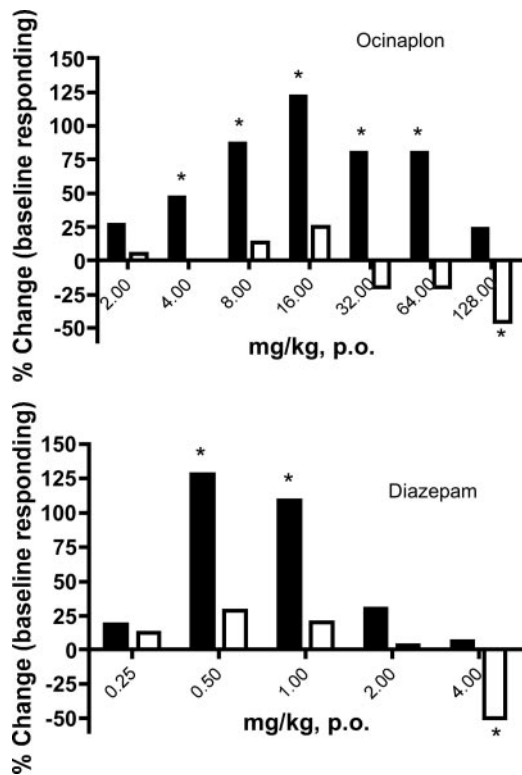 Ocinaplon
% Change (baseline responding)
150
125
100
75
50
25
0
-25
-50
* * * * * *
2.00 4.00 8.00 16.00 32.00 64.00 128.00
mg/kg, p.o.
Diazepam
% Change (baseline responding)
150
125
100
75
50
25
0
-25
-50
* * *
0.25 0.50 1.00 2.00 4.00
mg/kg, p.o.